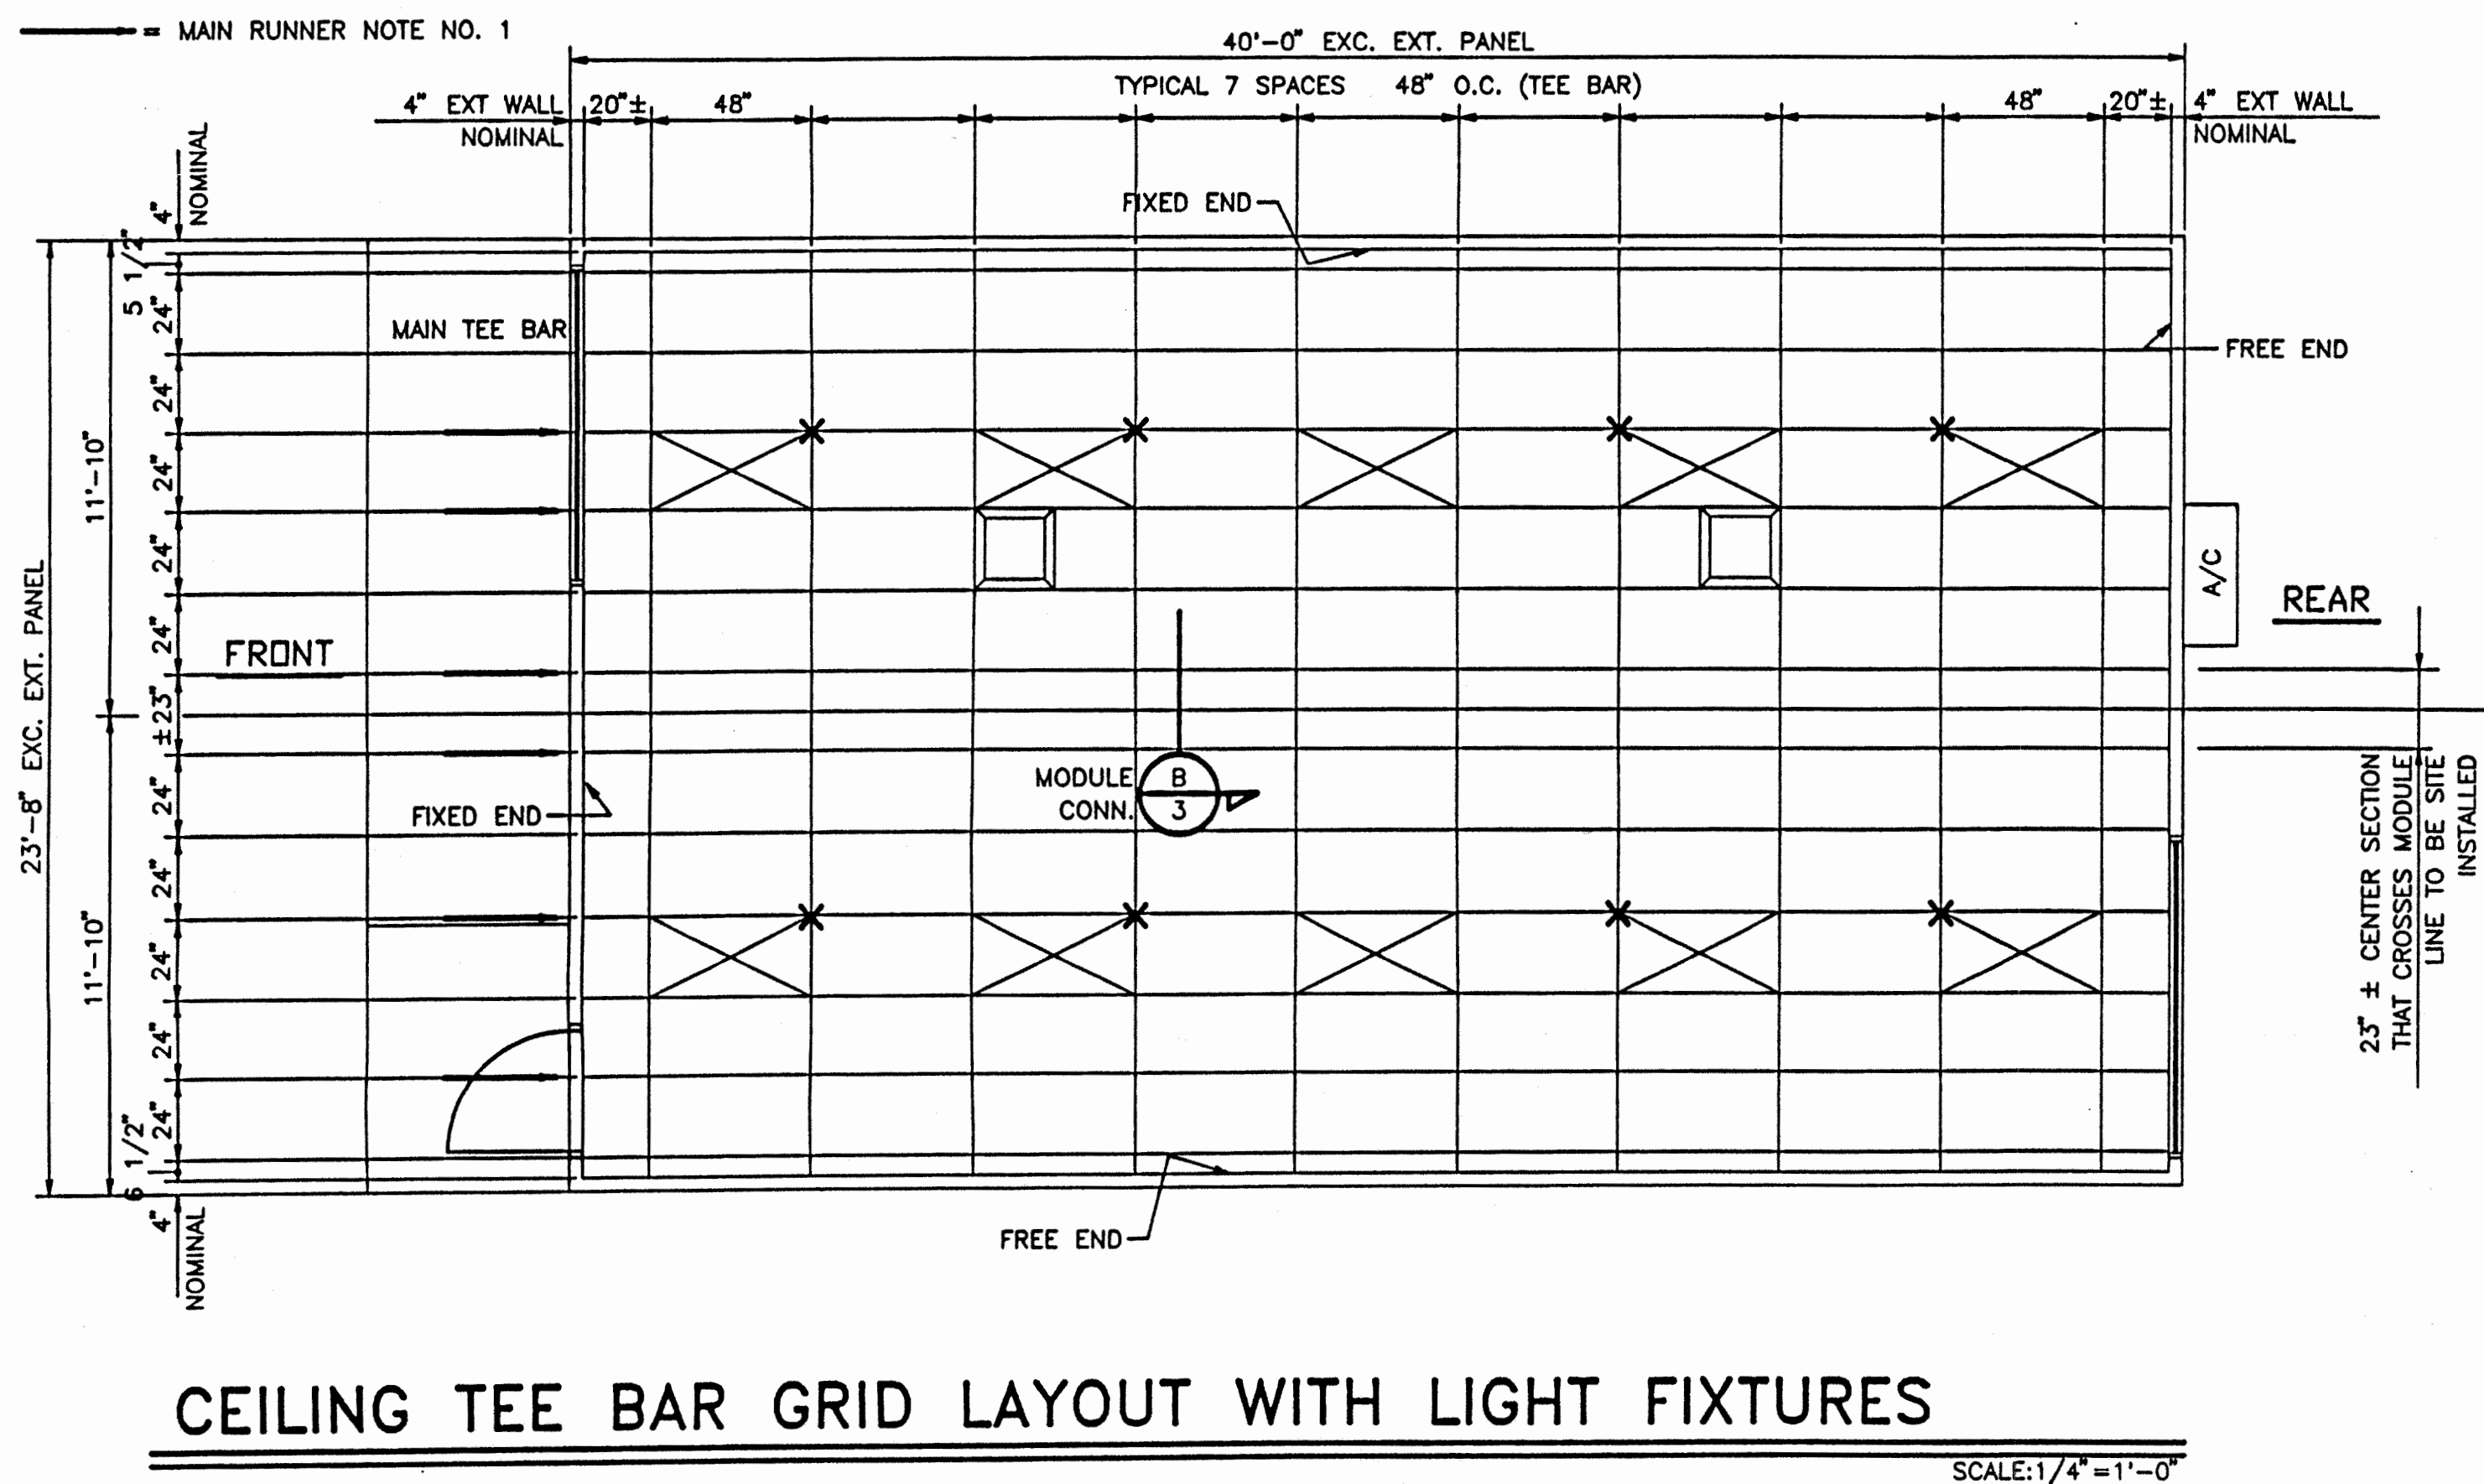 = MAIN RUNNER NOTE NO. 1
40'-0" EXC. EXT. PANEL
TYPICAL 7 SPACES 48" O.C. (TEE BAR)
4" EXT WALL
NOMINAL
20"±
48"
48"
20"±
4" EXT WALL
NOMINAL
4"
NOMINAL
5 1/2"
24"
24"
24"
24"
24"
±23"
24"
24"
24"
24"
24"
6 1/2"
4"
NOMINAL
11'-10"
11'-10"
23'-8" EXC. EXT. PANEL
FIXED END
MAIN TEE BAR
FREE END
FRONT
A/C
REAR
MODULE
CONN.
B
3
FIXED END
23" ± CENTER SECTION
THAT CROSSES MODULE
LINE TO BE SITE
INSTALLED
FREE END
CEILING TEE BAR GRID LAYOUT WITH LIGHT FIXTURES
SCALE:1/4"=1'-0"